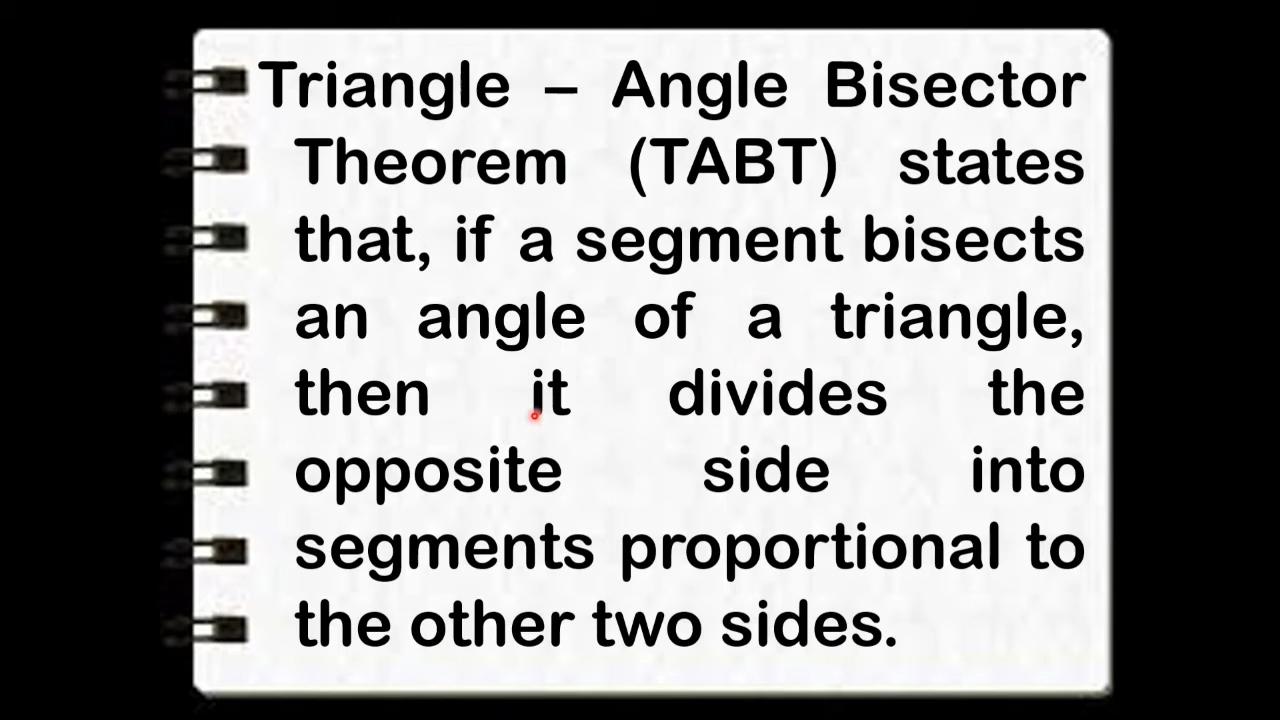 Triangle – Angle Bisector
Theorem (TABT) states
that, if a segment bisects
an angle of a triangle,
then it divides the
opposite side into
segments proportional to
the other two sides.